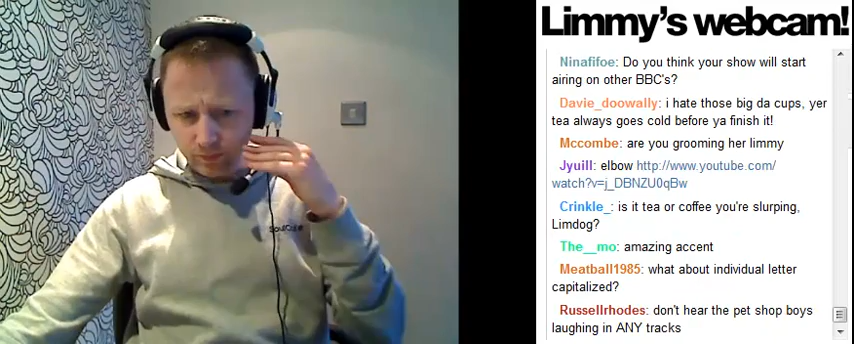 Limmy's webcam!
Ninafifoe: Do you think your show will start
airing on other BBC's?
Davie_doowally: i hate those big da cups, yer
tea always goes cold before ya finish it!
Mccombe: are you grooming her limmy
Jyuill: elbow http://www.youtube.com/
watch?v=j_DBNZU0qBw
Crinkle_: is it tea or coffee you're slurping,
Limdog?
The__mo: amazing accent
Meatball1985: what about individual letter
capitalized?
Russellrhodes: don't hear the pet shop boys
laughing in ANY tracks